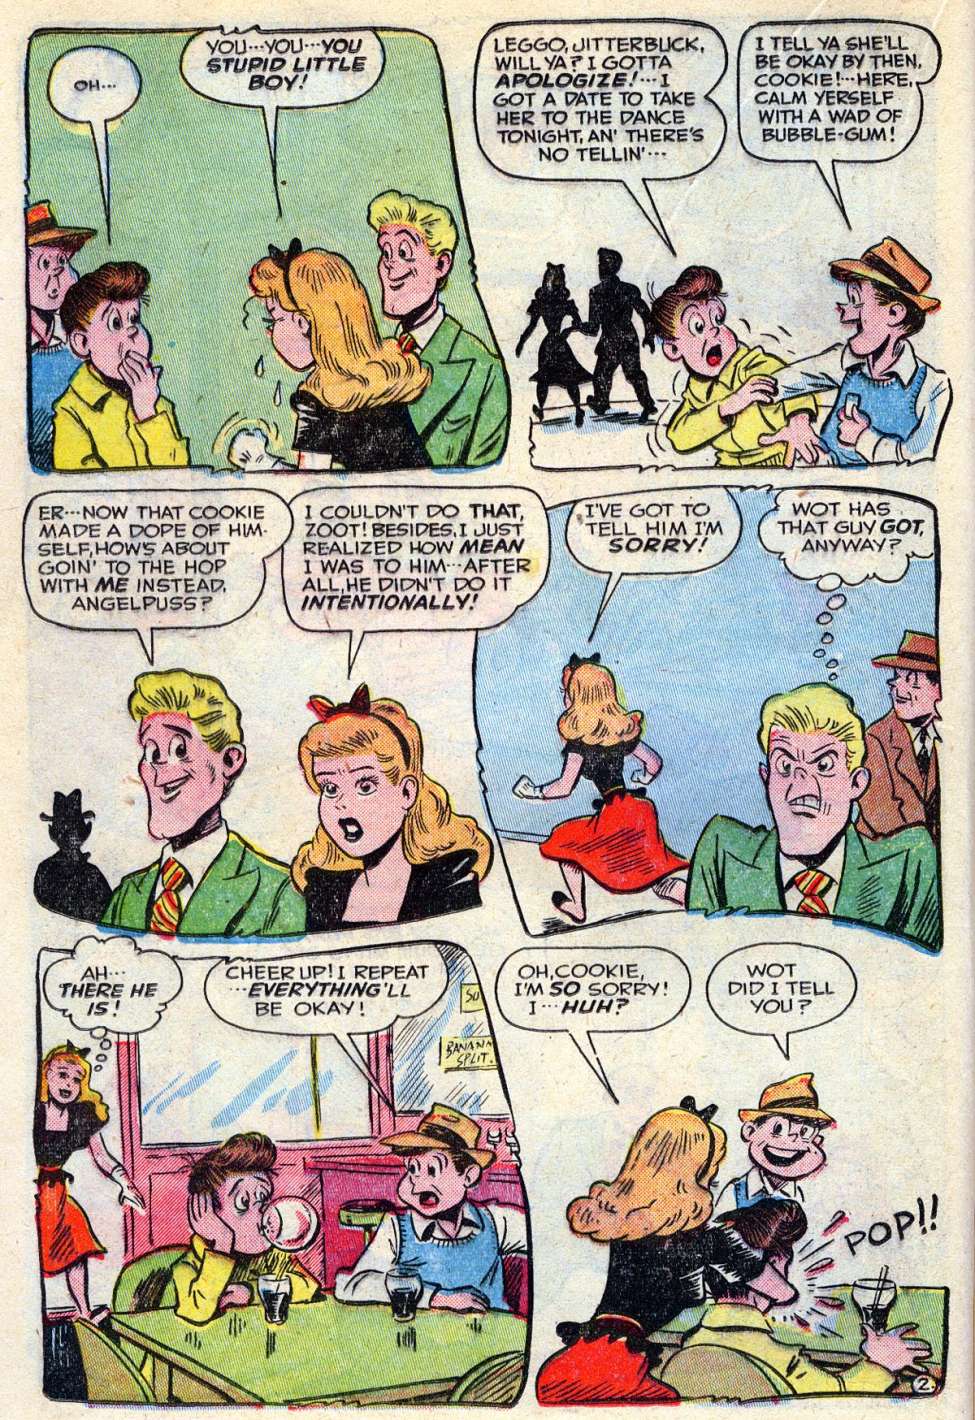 OH...
YOU...YOU...YOU
STUPID LITTLE
BOY!
LEGGO, JITTERBUCK,
WILL YA? I GOTTA
APOLOGIZE!... I
GOT A DATE TO TAKE
HER TO THE DANCE
TONIGHT, AN' THERE'S
NO TELLIN'...
I TELL YA SHE'LL
BE OKAY BY THEN,
COOKIE!...HERE,
CALM YERSELF
WITH A WAD OF
BUBBLE-GUM!
ER...NOW THAT COOKIE
MADE A DOPE OF HIM-
SELF, HOW'S ABOUT
GOIN' TO THE HOP
WITH ME INSTEAD,
ANGELPUSS?
I COULDN'T DO THAT,
ZOOT! BESIDES, I JUST
REALIZED HOW MEAN
I WAS TO HIM...AFTER
ALL, HE DIDN'T DO IT
INTENTIONALLY!
I'VE GOT TO
TELL HIM I'M
SORRY!
WOT HAS
THAT GUY GOT,
ANYWAY?
AH...
THERE HE
IS!
CHEER UP! I REPEAT
...EVERYTHING'LL
BE OKAY!
SO
BANANA
SPLIT.
OH, COOKIE,
I'M SO SORRY!
I...HUH?
WOT
DID I TELL
YOU?
POP!!
2.